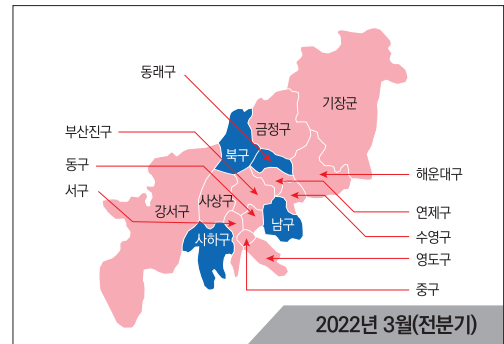 동래구
기장군
금정구
부산진구
북구
동구
해운대구
서구
사상구
강서구
연제구
남구
수영구
사하구
영도구
중구
2022년 3월(전분기)